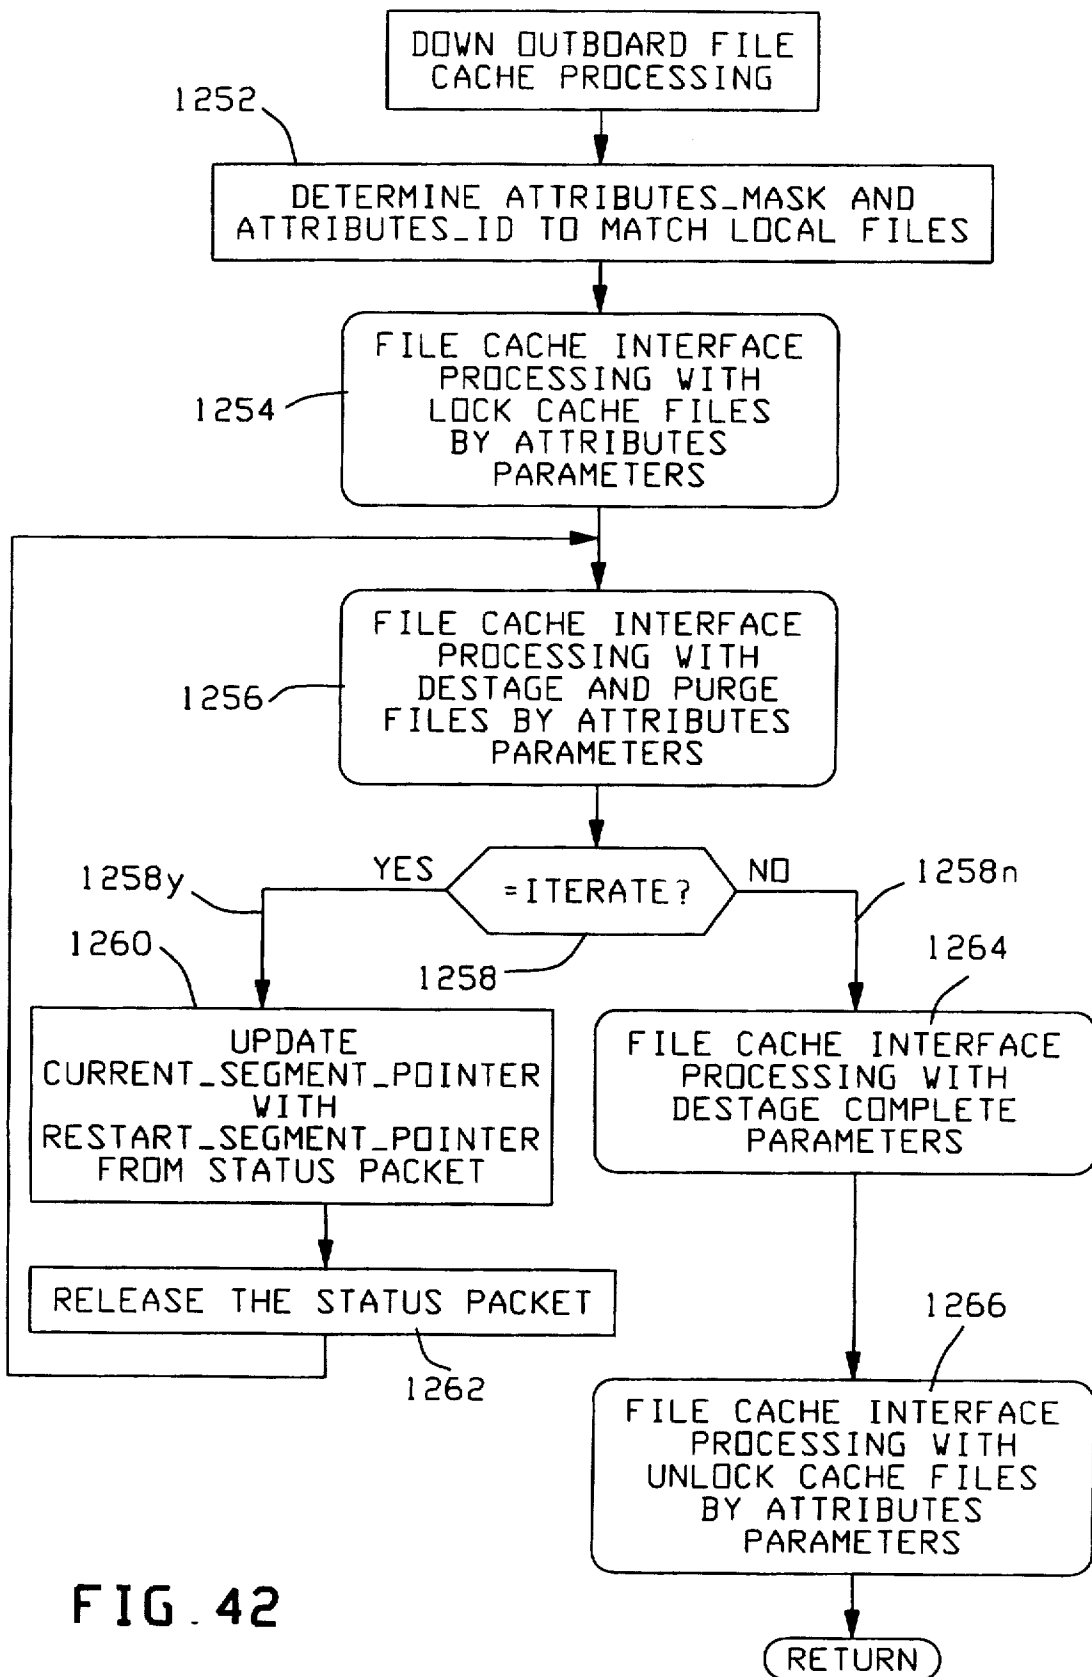 DOWN OUTBOARD FILE
CACHE PROCESSING
1252
DETERMINE ATTRIBUTES_MASK AND
ATTRIBUTES_ID TO MATCH LOCAL FILES
1254
FILE CACHE INTERFACE
PROCESSING WITH
LOCK CACHE FILES
BY ATTRIBUTES
PARAMETERS
1256
FILE CACHE INTERFACE
PROCESSING WITH
DESTAGE AND PURGE
FILES BY ATTRIBUTES
PARAMETERS
1258y
YES
=ITERATE?
NO
1258n
1258
1260
UPDATE
CURRENT_SEGMENT_POINTER
WITH
RESTART_SEGMENT_POINTER
FROM STATUS PACKET
RELEASE THE STATUS PACKET
1262
1264
FILE CACHE INTERFACE
PROCESSING WITH
DESTAGE COMPLETE
PARAMETERS
1266
FILE CACHE INTERFACE
PROCESSING WITH
UNLOCK CACHE FILES
BY ATTRIBUTES
PARAMETERS
RETURN
FIG. 42